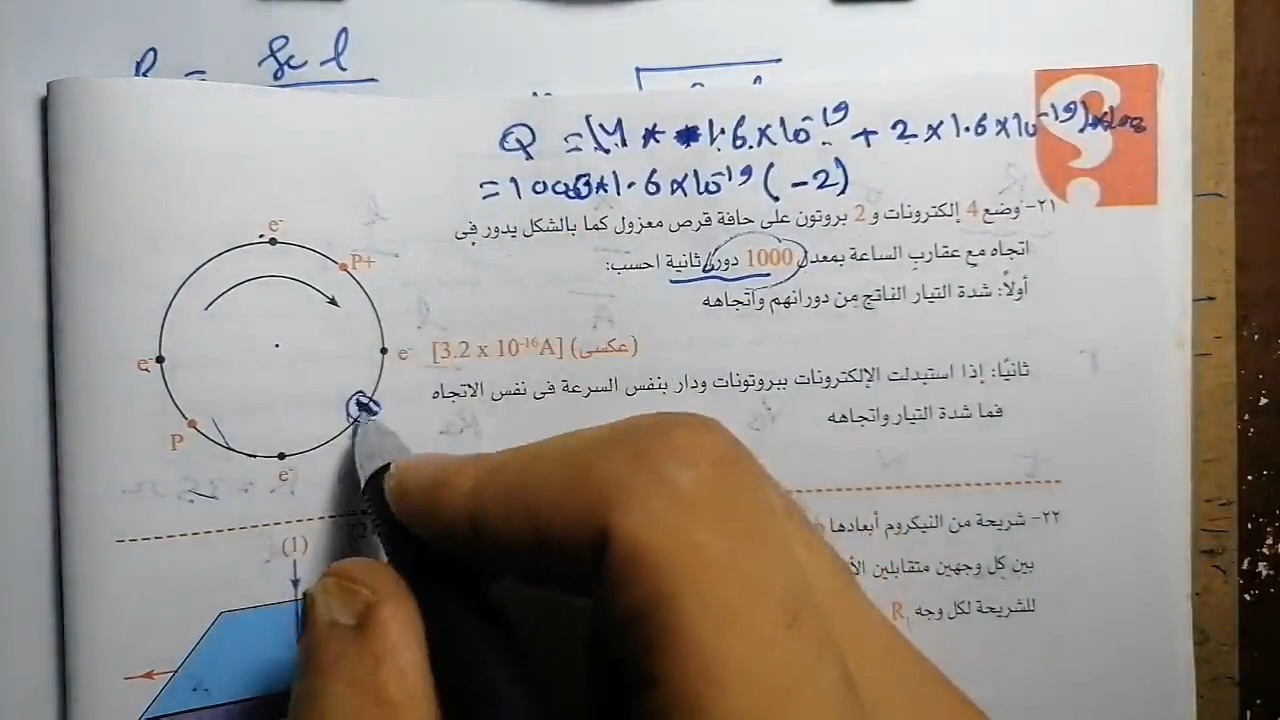 Q = (4 * 1.6 × 10⁻¹⁹ + 2 × 1.6 × 10⁻¹⁹)
= 1000 * 1.6 × 10⁻¹⁹ (-2)
٢١- وضع 4 إلكترونات و 2 بروتون على حافة قرص معزول كما بالشكل يدور فى
اتجاه مع عقارب الساعة بمعدل 1000 دورة/ثانية احسب:
أولاً: شدة التيار الناتج من دورانهم واتجاهه
[3.2 x 10⁻¹⁶A] (عكسى)
ثانيًا: إذا استبدلت الإلكترونات ببروتونات ودار بنفس السرعة فى نفس الاتجاه
فما شدة التيار واتجاهه
e⁻
P+
e⁻
e⁻
P
e⁻
٢٢- شريحة من النيكروم أبعادها
بين كل وجهين متقابلين
للشريحة لكل وجه R
(1)